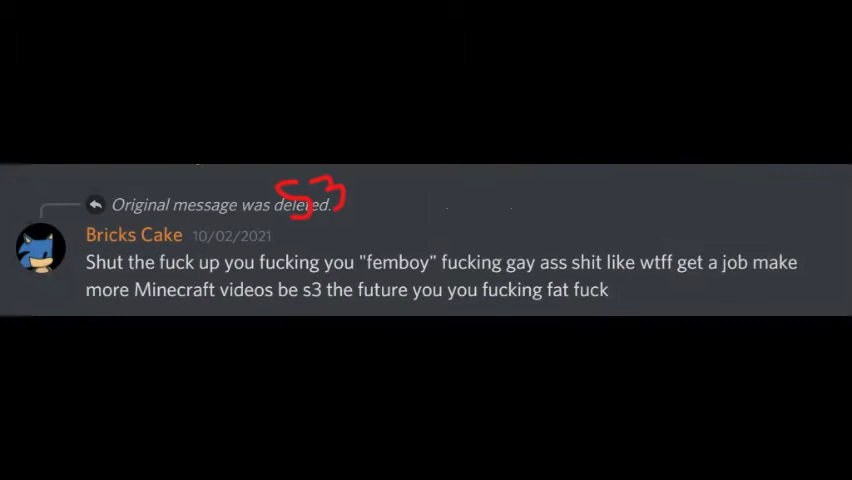 Original message was deleted.
S3
Bricks Cake 10/02/2021
Shut the fuck up you fucking you "femboy" fucking gay ass shit like wtff get a job make
more Minecraft videos be s3 the future you you fucking fat fuck